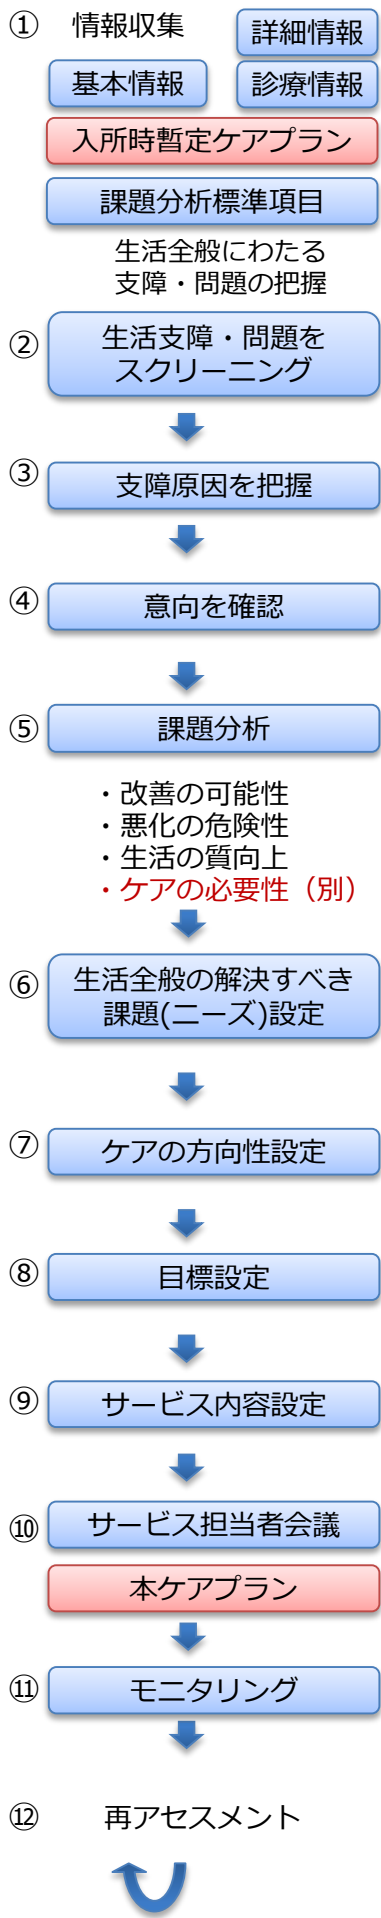 ① 情報収集
詳細情報
基本情報
診療情報
入所時暫定ケアプラン
課題分析標準項目
生活全般にわたる
支障・問題の把握
② 生活支障・問題を
スクリーニング
③ 支障原因を把握
④ 意向を確認
⑤ 課題分析
・改善の可能性
・悪化の危険性
・生活の質向上
・ケアの必要性（別）
⑥ 生活全般の解決すべき
課題(ニーズ)設定
⑦ ケアの方向性設定
⑧ 目標設定
⑨ サービス内容設定
⑩ サービス担当者会議
本ケアプラン
⑪ モニタリング
⑫ 再アセスメント